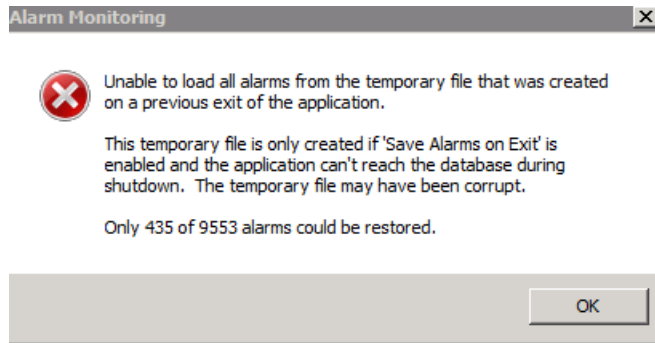 Alarm Monitoring
Unable to load all alarms from the temporary file that was created
on a previous exit of the application.
This temporary file is only created if 'Save Alarms on Exit' is
enabled and the application can't reach the database during
shutdown.  The temporary file may have been corrupt.
Only 435 of 9553 alarms could be restored.
OK